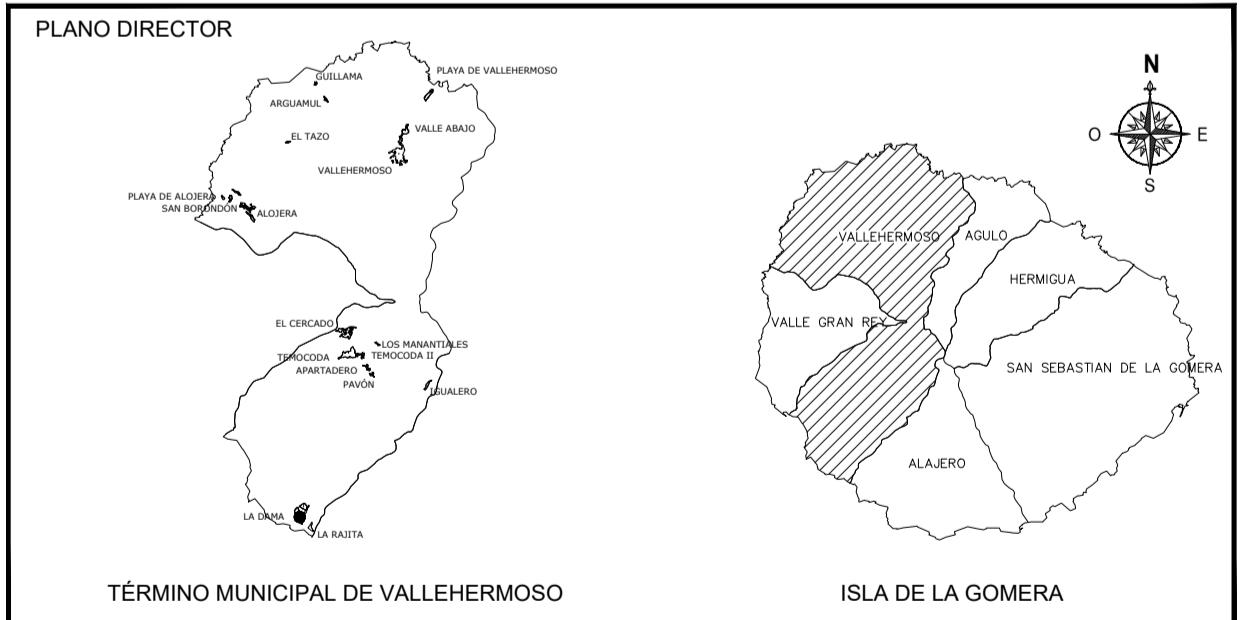 PLANO DIRECTOR
GUILLAMA
PLAYA DE VALLEHERMOSO
ARGUAMUL
VALLE ABAJO
EL TAZO
VALLEHERMOSO
PLAYA DE ALOJERA
SAN BORONDÓN
ALOJERA
EL CERCADO
LOS MANANTIALES
TEMOCODA
TEMOCODA II
APARTADERO
PAVÓN
IGUALERO
LA DAMA
LA RAJITA
TÉRMINO MUNICIPAL DE VALLEHERMOSO
N
O
E
S
VALLEHERMOSO
AGULO
HERMIGUA
VALLE GRAN REY
SAN SEBASTIAN DE LA GOMERA
ALAJERO
ISLA DE LA GOMERA